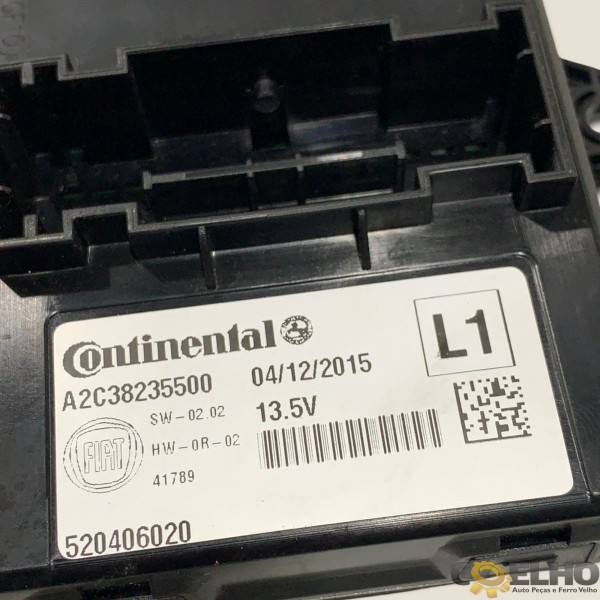 Continental
L1
A2C38235500 04/12/2015
SW-02.02 13.5V
FIAT
HW-0R-02
41789
520406020
COELHO
Auto Peças e Ferro Velho